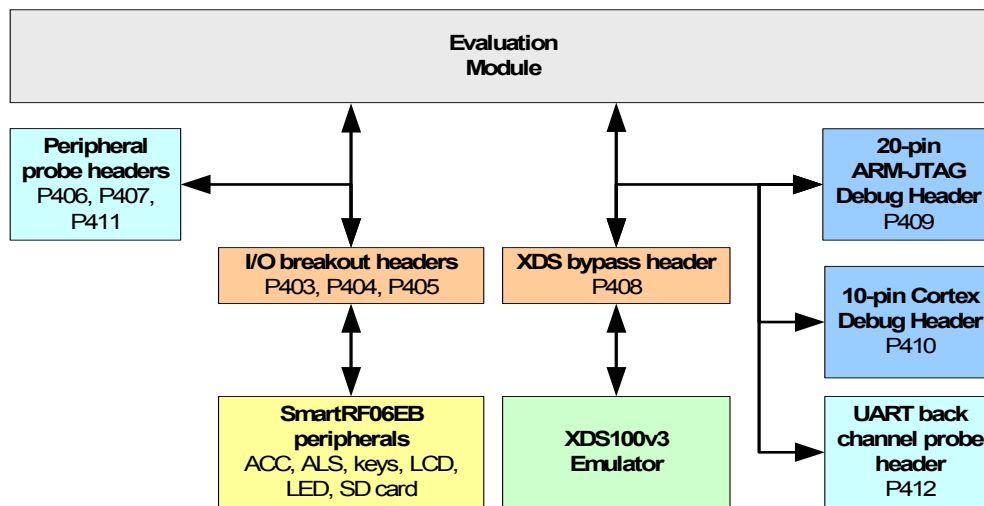 Evaluation
Module
Peripheral
probe headers
P406, P407,
P411
20-pin
ARM-JTAG
Debug Header
P409
I/O breakout headers
P403, P404, P405
XDS bypass header
P408
10-pin Cortex
Debug Header
P410
SmartRF06EB
peripherals
ACC, ALS, keys, LCD,
LED, SD card
XDS100v3
Emulator
UART back
channel probe
header
P412